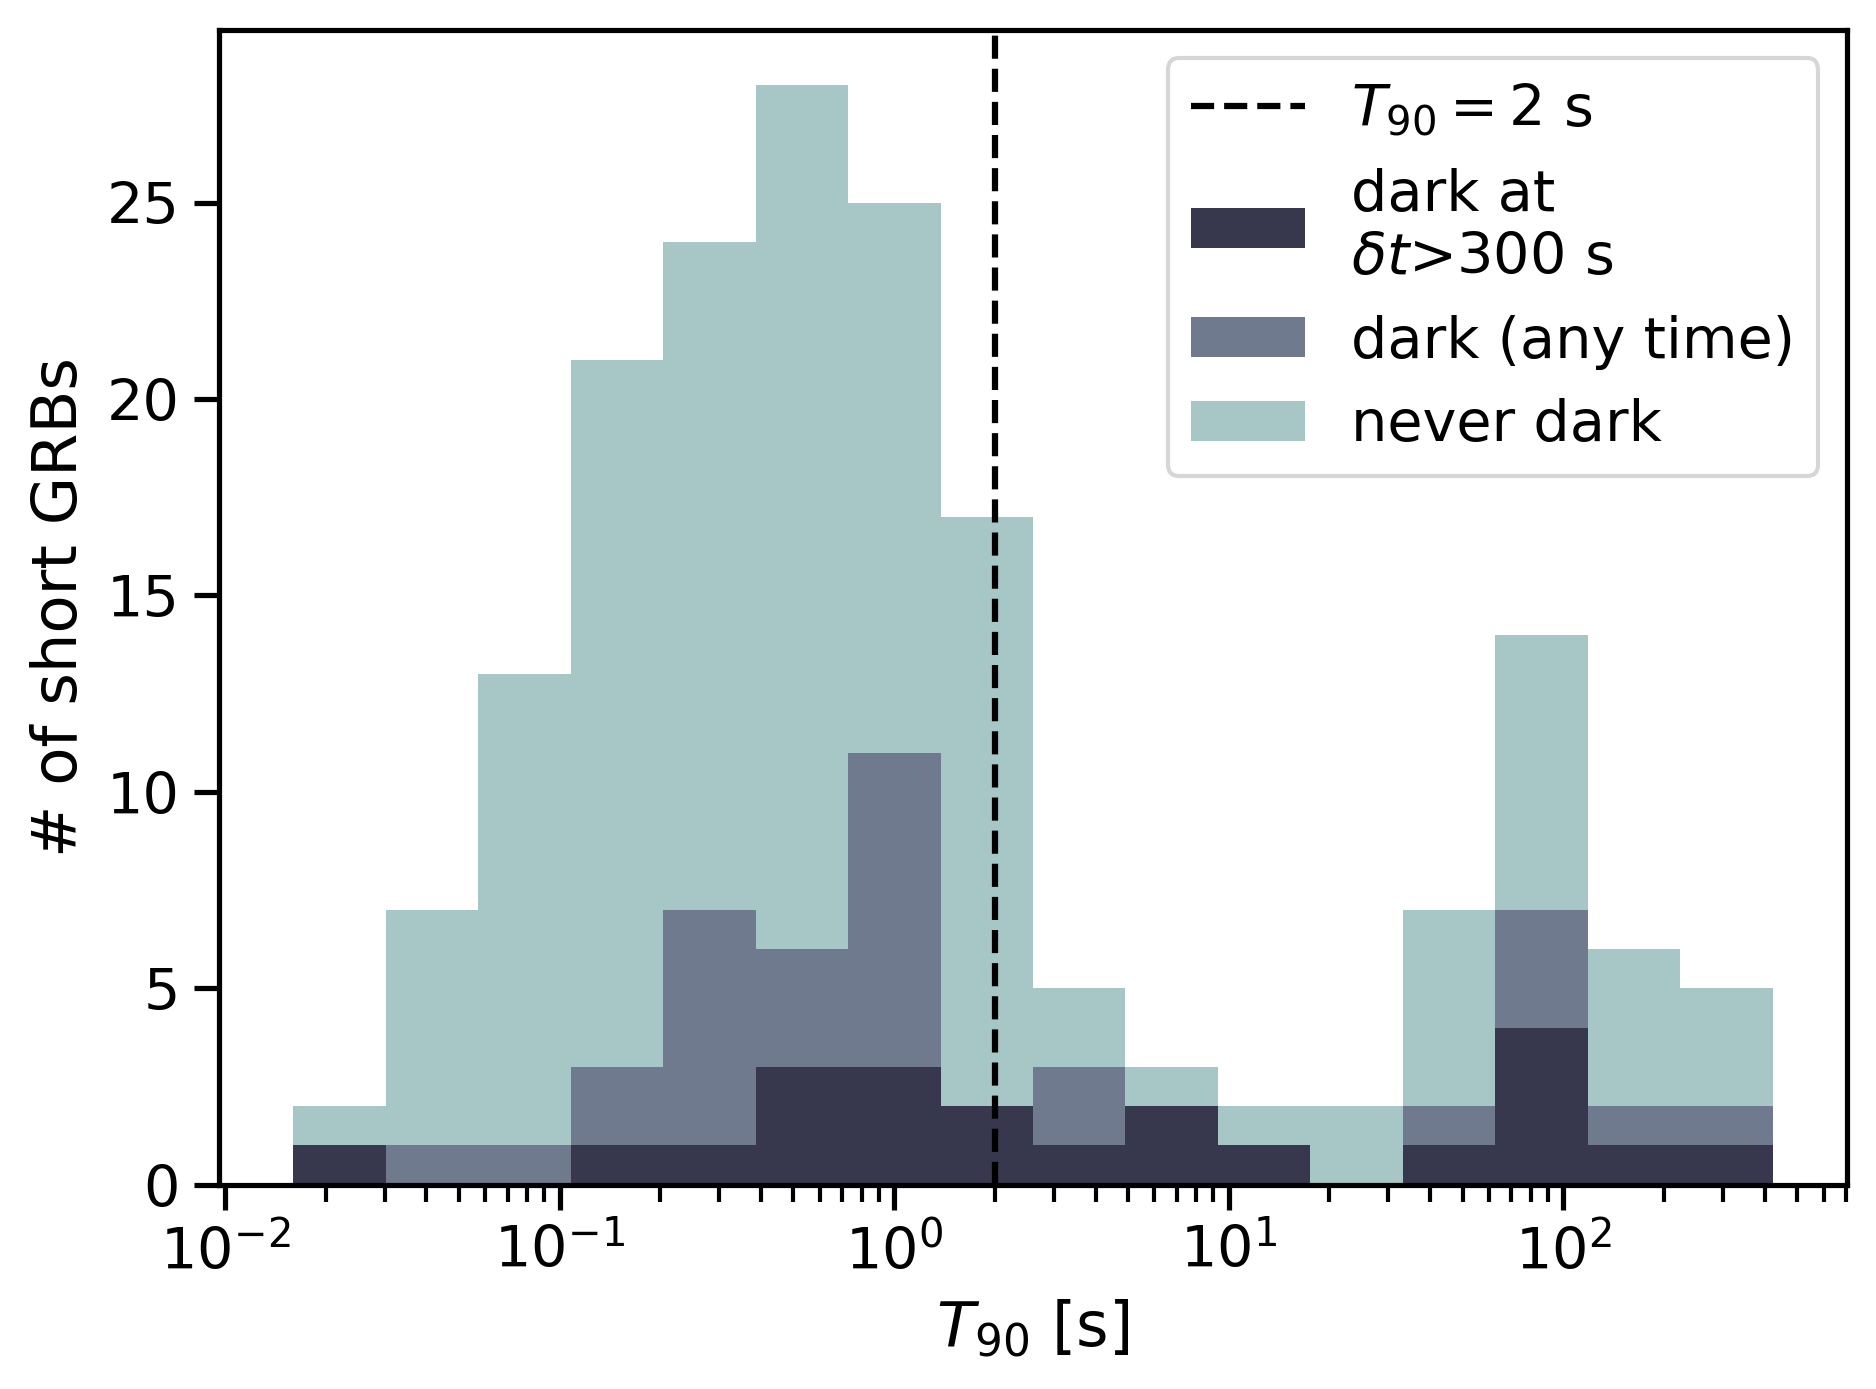 T₉₀ = 2 s
dark at
δt>300 s
dark (any time)
never dark
# of short GRBs
25
20
15
10
5
0
10⁻² 10⁻¹ 10⁰ 10¹ 10²
T₉₀ [s]